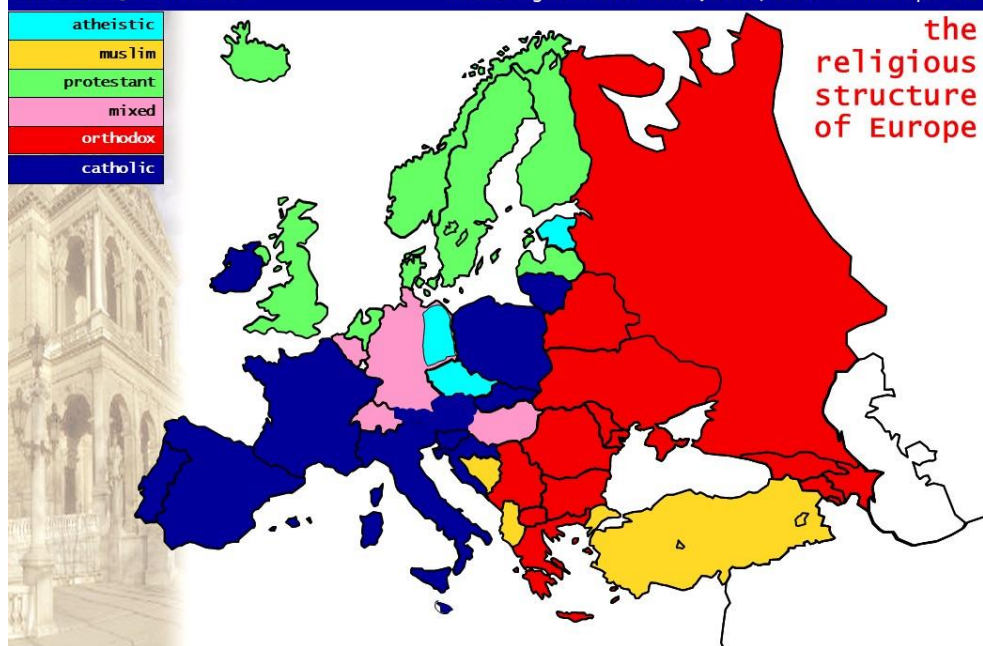 atheistic
muslim
protestant
mixed
orthodox
catholic
the
religious
structure
of Europe